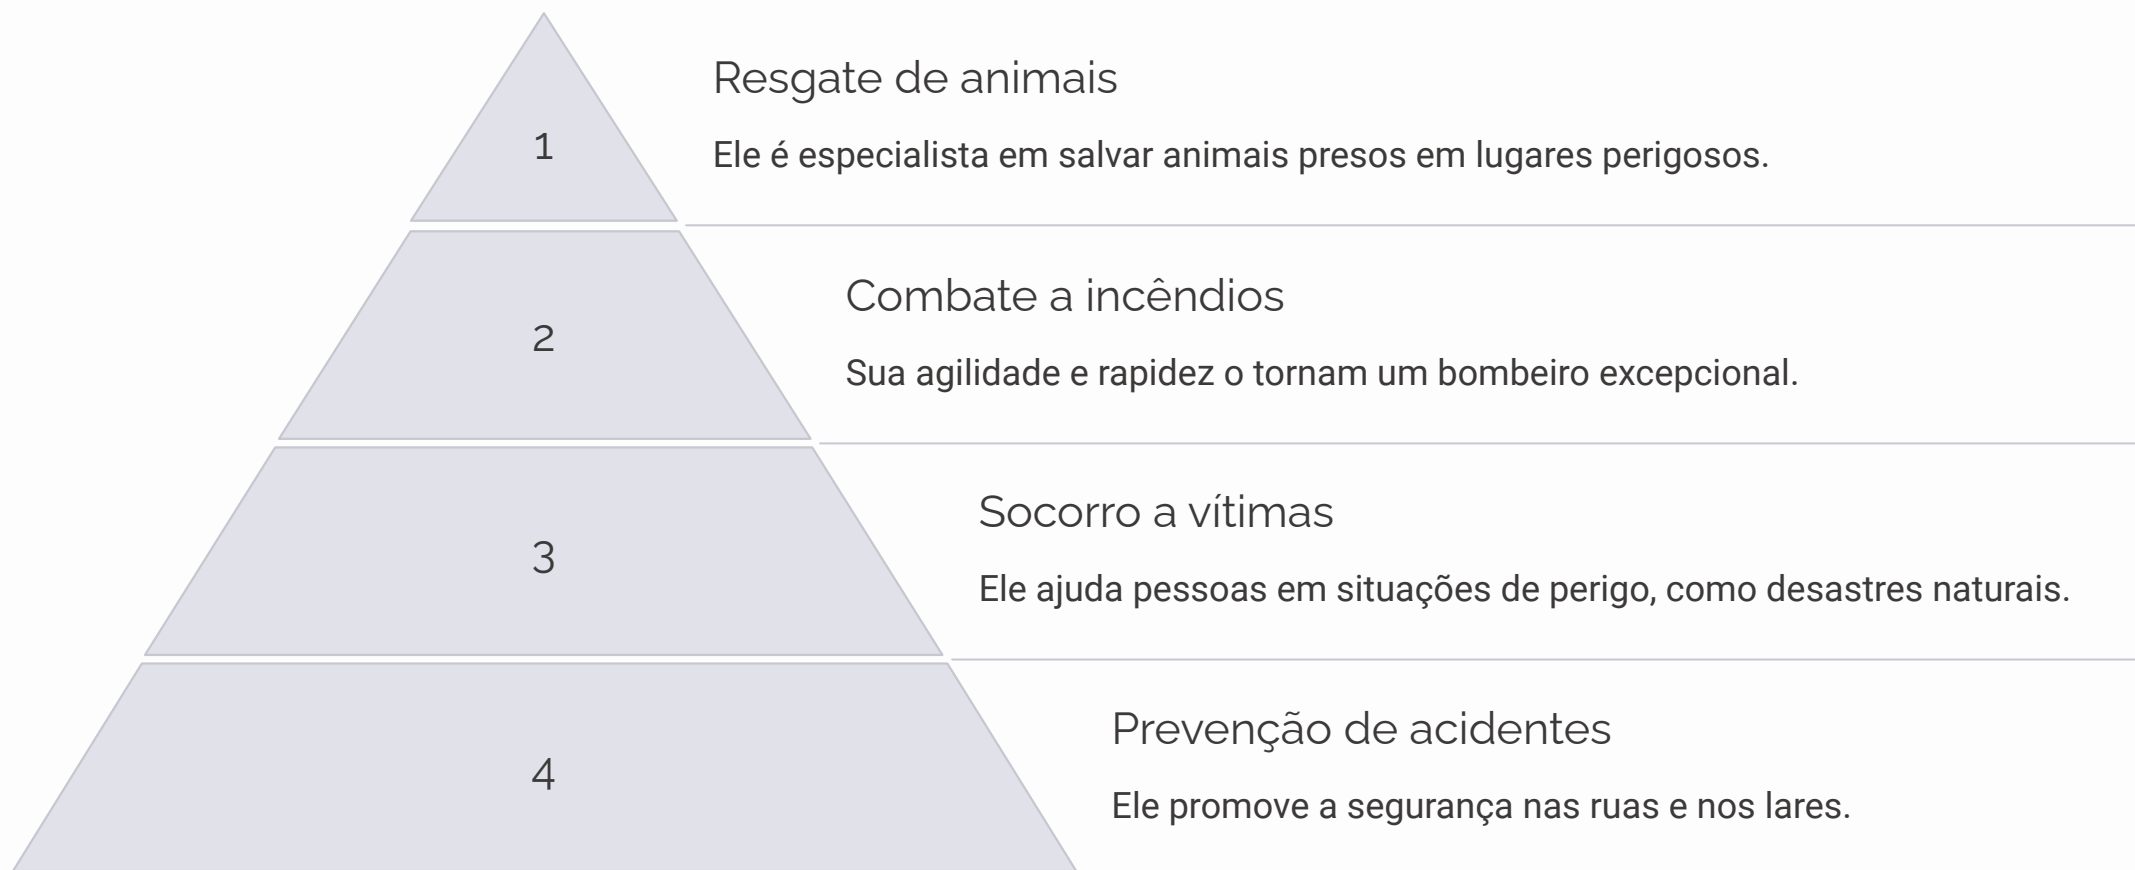 1
Resgate de animais
Ele é especialista em salvar animais presos em lugares perigosos.
2
Combate a incêndios
Sua agilidade e rapidez o tornam um bombeiro excepcional.
3
Socorro a vítimas
Ele ajuda pessoas em situações de perigo, como desastres naturais.
4
Prevenção de acidentes
Ele promove a segurança nas ruas e nos lares.